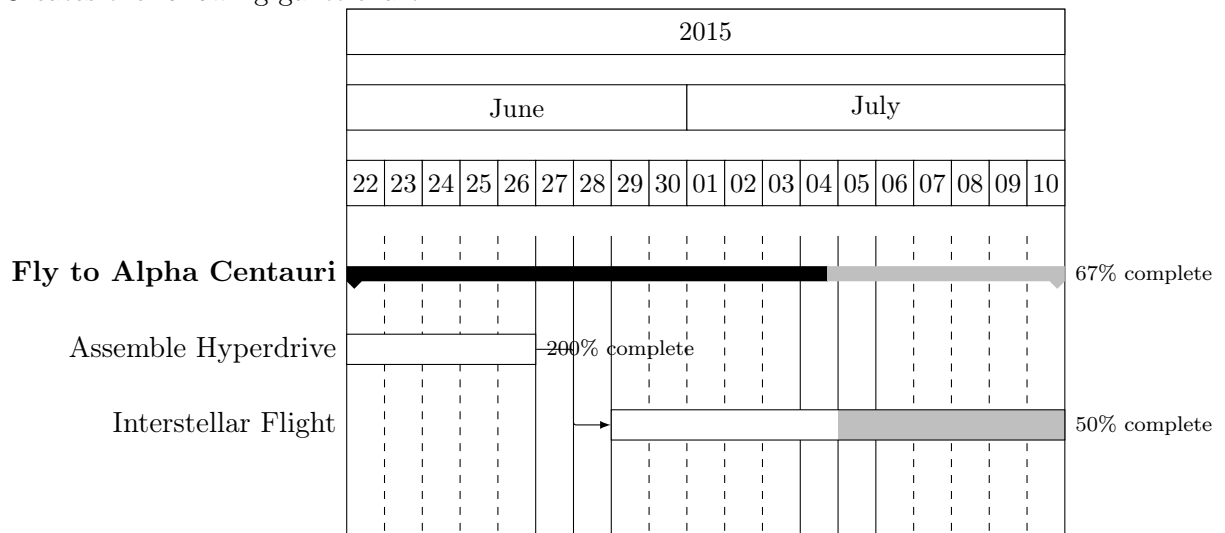 2015
June July
22 23 24 25 26 27 28 29 30 01 02 03 04 05 06 07 08 09 10
Fly to Alpha Centauri 67% complete
Assemble Hyperdrive 200% complete
Interstellar Flight 50% complete